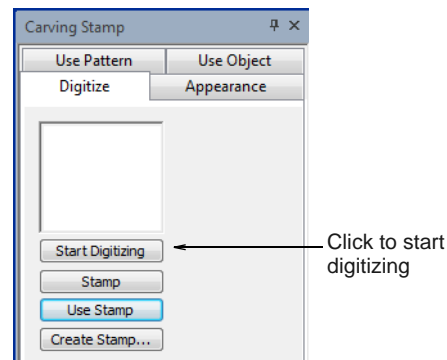 Carving Stamp
Use Pattern Use Object
Digitize Appearance
Start Digitizing
Click to start
digitizing
Stamp
Use Stamp
Create Stamp...